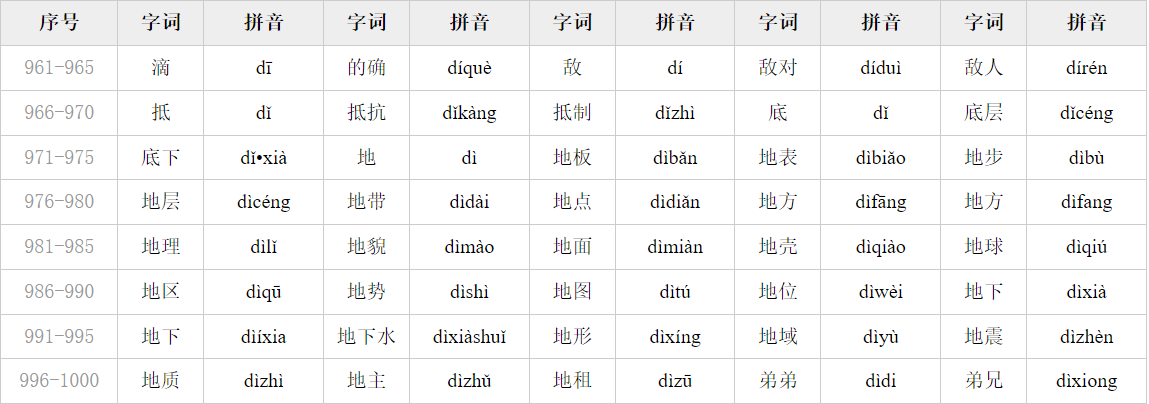 序号 字词 拼音 字词 拼音 字词 拼音 字词 拼音 字词 拼音
961-965 滴 dī 的确 díquè 敌 dí 敌对 díduì 敌人 dírén
966-970 抵 dǐ 抵抗 dǐkàng 抵制 dǐzhì 底 dǐ 底层 dǐcéng
971-975 底下 dǐ•xià 地 dì 地板 dìbǎn 地表 dìbiǎo 地步 dìbù
976-980 地层 dìcéng 地带 dìdài 地点 dìdiǎn 地方 dìfāng 地方 dìfang
981-985 地理 dìlǐ 地貌 dìmào 地面 dìmiàn 地壳 dìqiào 地球 dìqiú
986-990 地区 dìqū 地势 dìshì 地图 dìtú 地位 dìwèi 地下 dìxià
991-995 地下 dìíxia 地下水 dìxiàshuǐ 地形 dìxíng 地域 dìyù 地震 dìzhèn
996-1000 地质 dìzhì 地主 dìzhǔ 地租 dìzū 弟弟 dìdi 弟兄 dìxiong